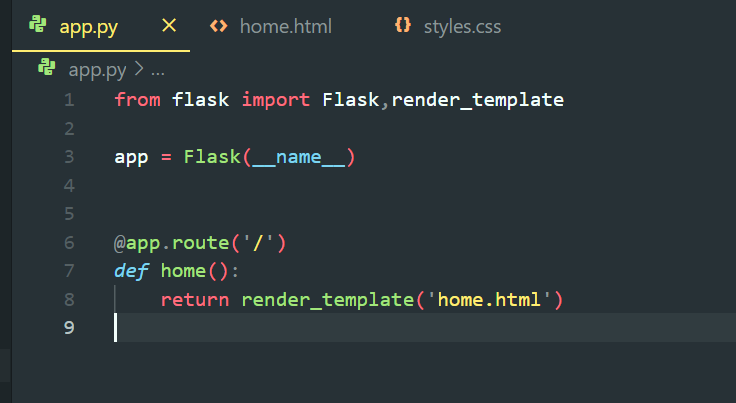 app.py × <> home.html {} styles.css
app.py > ...
1 from flask import Flask,render_template
2
3 app = Flask(__name__)
4
5
6 @app.route('/')
7 def home():
8     return render_template('home.html')
9